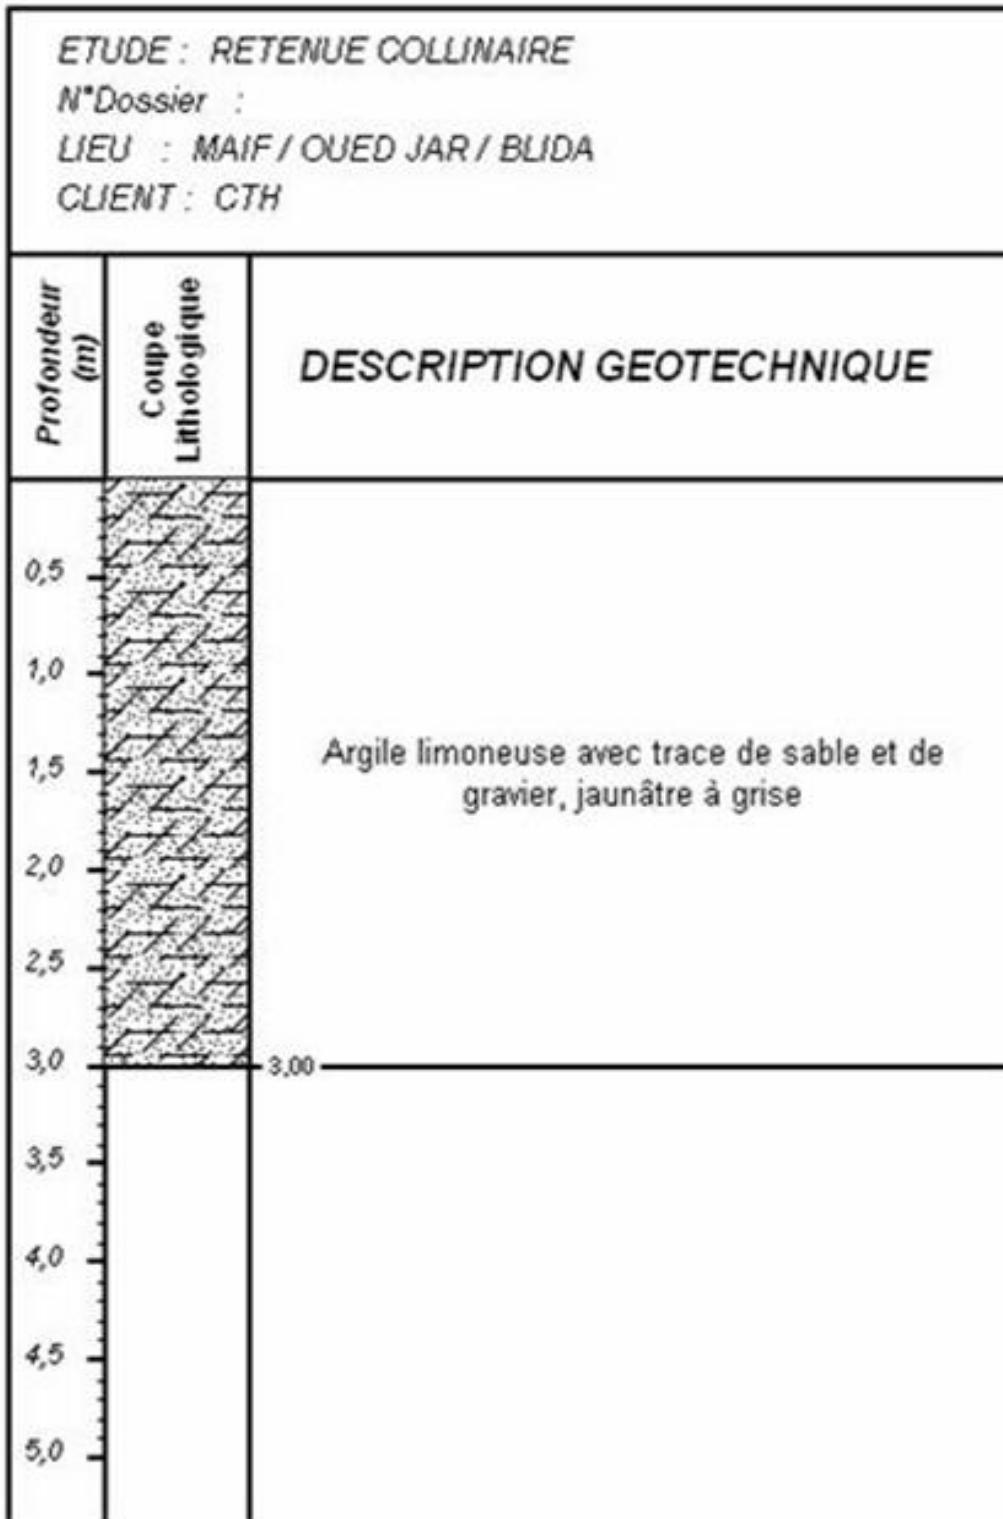 ETUDE : RETENUE COLLINAIRE
N°Dossier :
LIEU : MAIF / OUED JAR / BLIDA
CLIENT : CTH
Profondeur
(m)
Coupe
Lithologique
DESCRIPTION GEOTECHNIQUE
0,5
1,0
Argile limoneuse avec trace de sable et de
1,5
gravier, jaunâtre à grise
2,0
2,5
3,0
3,00
3,5
4,0
4,5
5,0